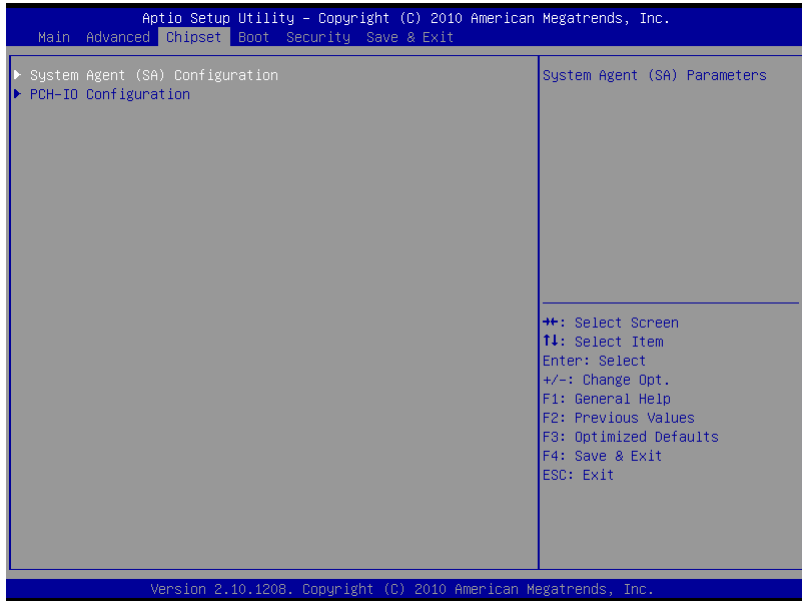 Aptio Setup Utility – Copyright (C) 2010 American Megatrends, Inc.
Main Advanced Chipset Boot Security Save & Exit
System Agent (SA) Configuration
PCH-IO Configuration
System Agent (SA) Parameters
→←: Select Screen
↑↓: Select Item
Enter: Select
+/-: Change Opt.
F1: General Help
F2: Previous Values
F3: Optimized Defaults
F4: Save & Exit
ESC: Exit
Version 2.10.1208. Copyright (C) 2010 American Megatrends, Inc.